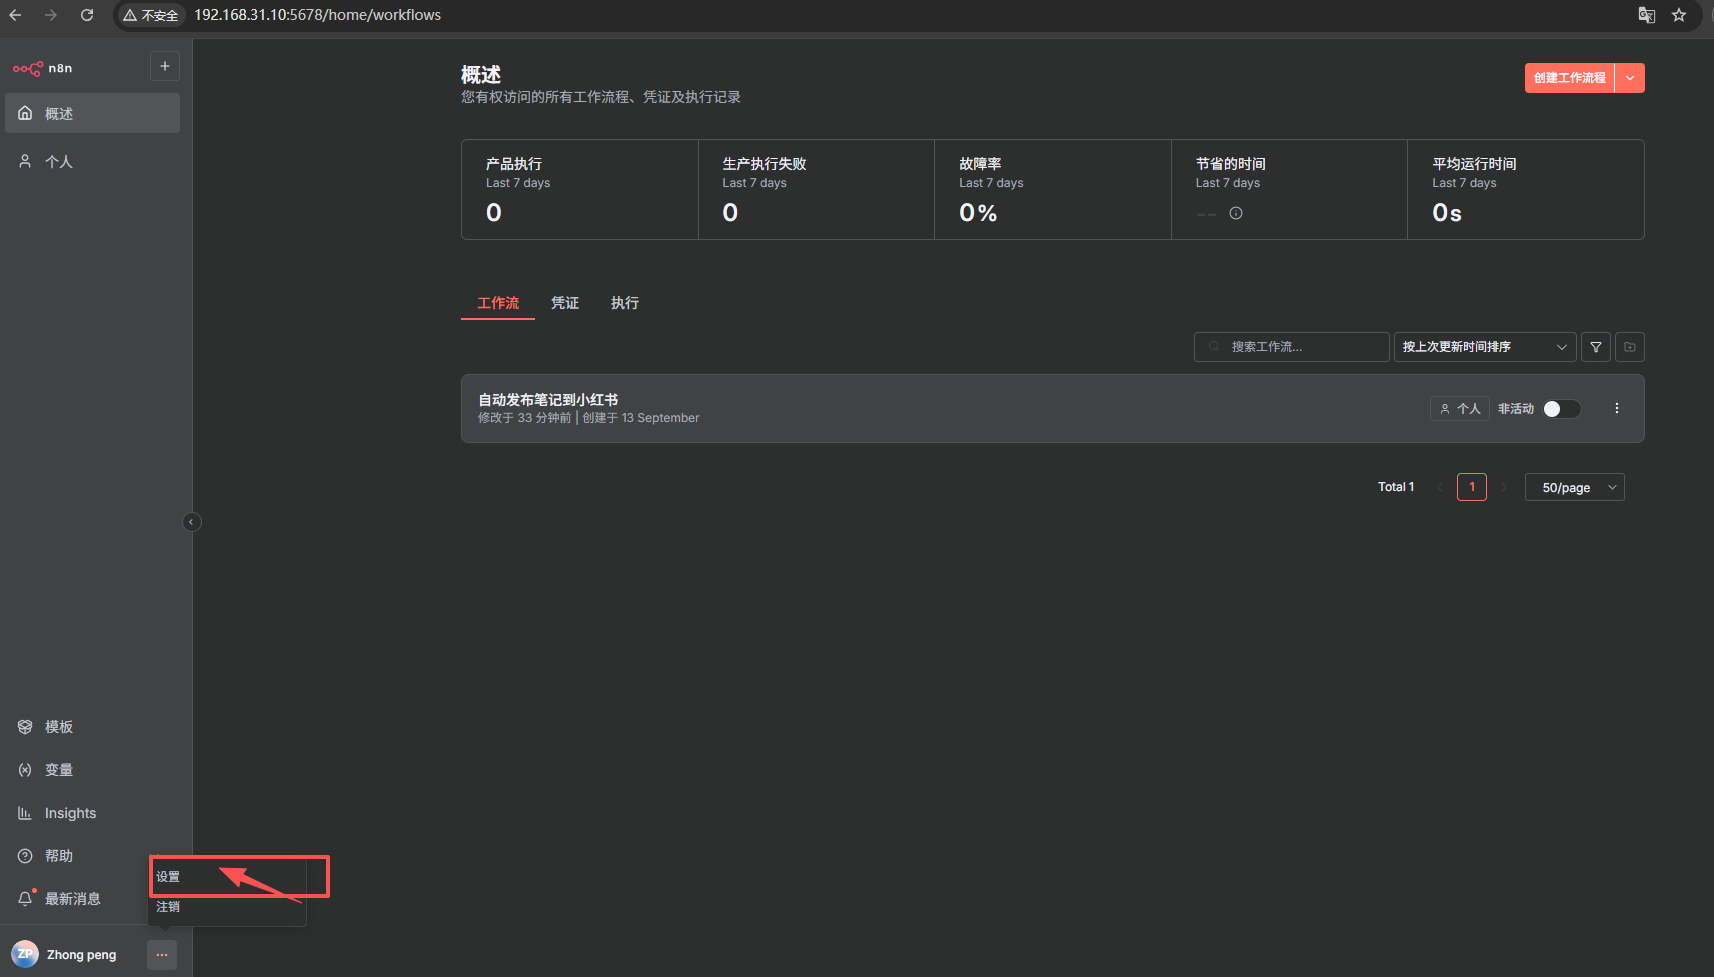 不安全 192.168.31.10:5678/home/workflows
n8n
概述
个人
概述
您有权访问的所有工作流程、凭证及执行记录
创建工作流程
产品执行
Last 7 days
0
生产执行失败
Last 7 days
0
故障率
Last 7 days
0%
节省的时间
Last 7 days
--
平均运行时间
Last 7 days
0s
工作流 凭证 执行
搜索工作流... 按上次更新时间排序
自动发布笔记到小红书
修改于 33 分钟前 | 创建于 13 September
个人 非活动
Total 1 1 50/page
模板
变量
Insights
帮助
最新消息
设置
注销
ZP Zhong peng